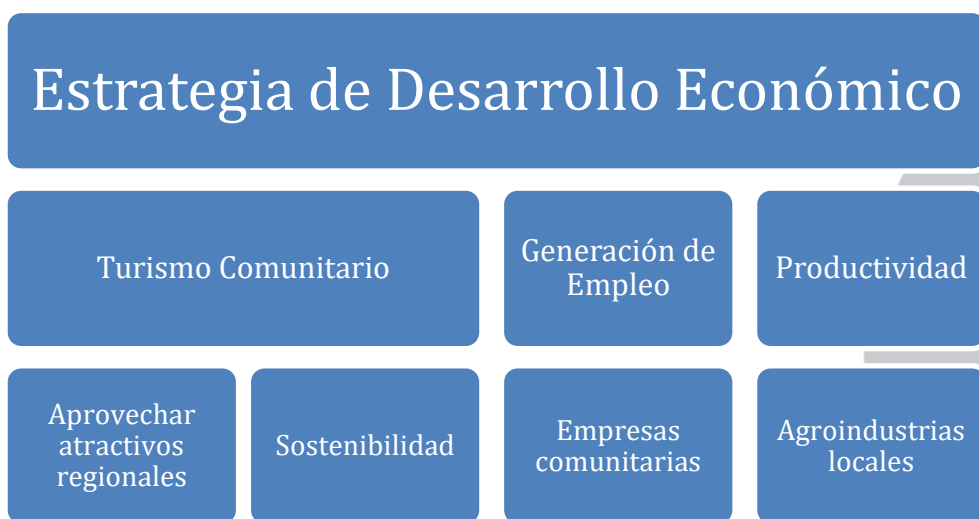 Estrategia de Desarrollo Económico
Turismo Comunitario
Generación de
Empleo
Productividad
Aprovechar
atractivos
regionales
Sostenibilidad
Empresas
comunitarias
Agroindustrias
locales